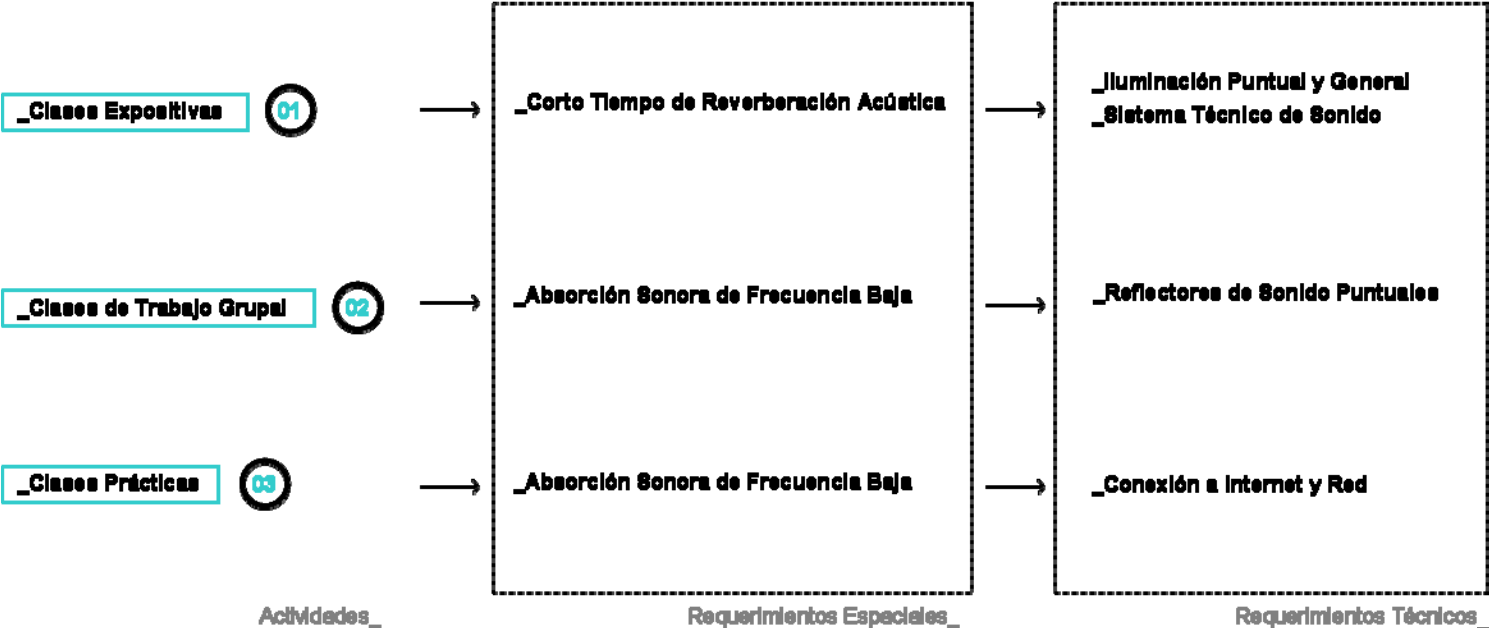 _Clases Expositivas
01
_Corto Tiempo de Reverberación Acústica
_Iluminación Puntual y General
_Sistema Técnico de Sonido
_Clases de Trabajo Grupal
02
_Absorción Sonora de Frecuencia Baja
_Reflectores de Sonido Puntuales
_Clases Prácticas
03
_Absorción Sonora de Frecuencia Baja
_Conexión a Internet y Red
Actividades_
Requerimientos Espaciales_
Requerimientos Técnicos_